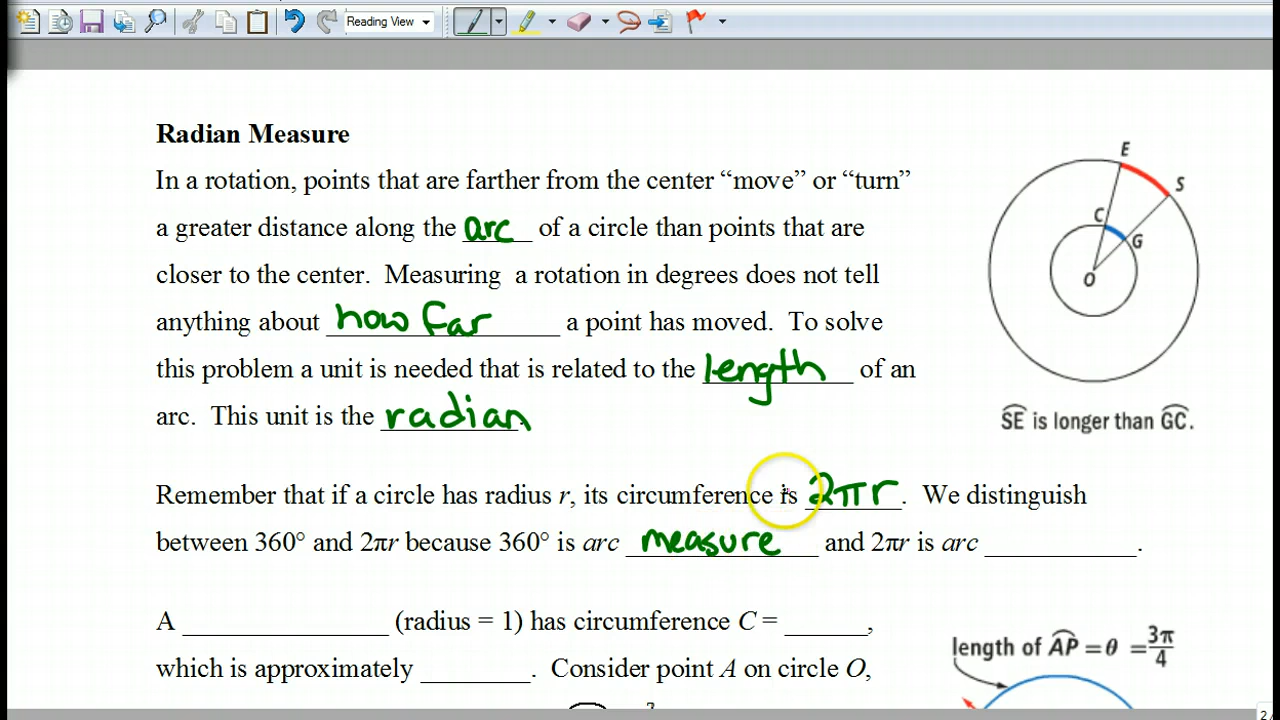 Reading View
Radian Measure
In a rotation, points that are farther from the center “move” or “turn”
a greater distance along the arc of a circle than points that are
closer to the center. Measuring a rotation in degrees does not tell
anything about how far a point has moved. To solve
this problem a unit is needed that is related to the length of an
arc. This unit is the radian.
E
S
C
G
O
SE is longer than GC.
Remember that if a circle has radius r, its circumference is 2πr. We distinguish
between 360° and 2πr because 360° is arc measure and 2πr is arc ____________.
A ________________ (radius = 1) has circumference C = ______,
which is approximately ________. Consider point A on circle O,
length of AP = θ = 3π/4
2